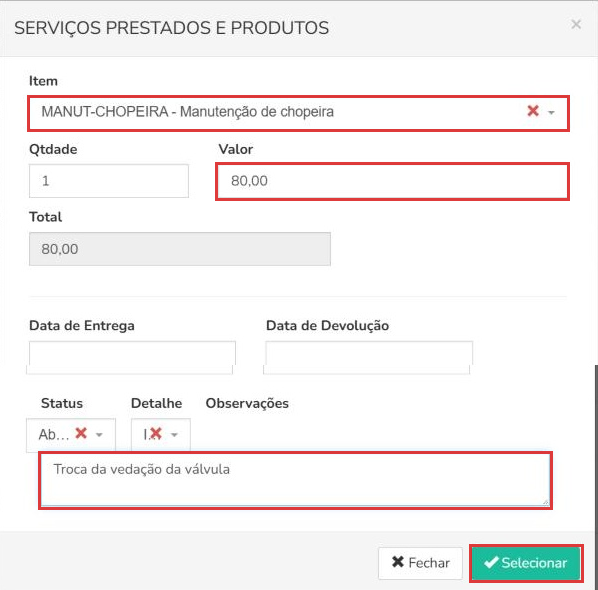 SERVIÇOS PRESTADOS E PRODUTOS ×
Item
MANUT-CHOPEIRA - Manutenção de chopeira
Qtdade Valor
1 80,00
Total
80,00
Data de Entrega Data de Devolução
Status Detalhe Observações
Ab... I...
Troca da vedação da válvula
Fechar Selecionar